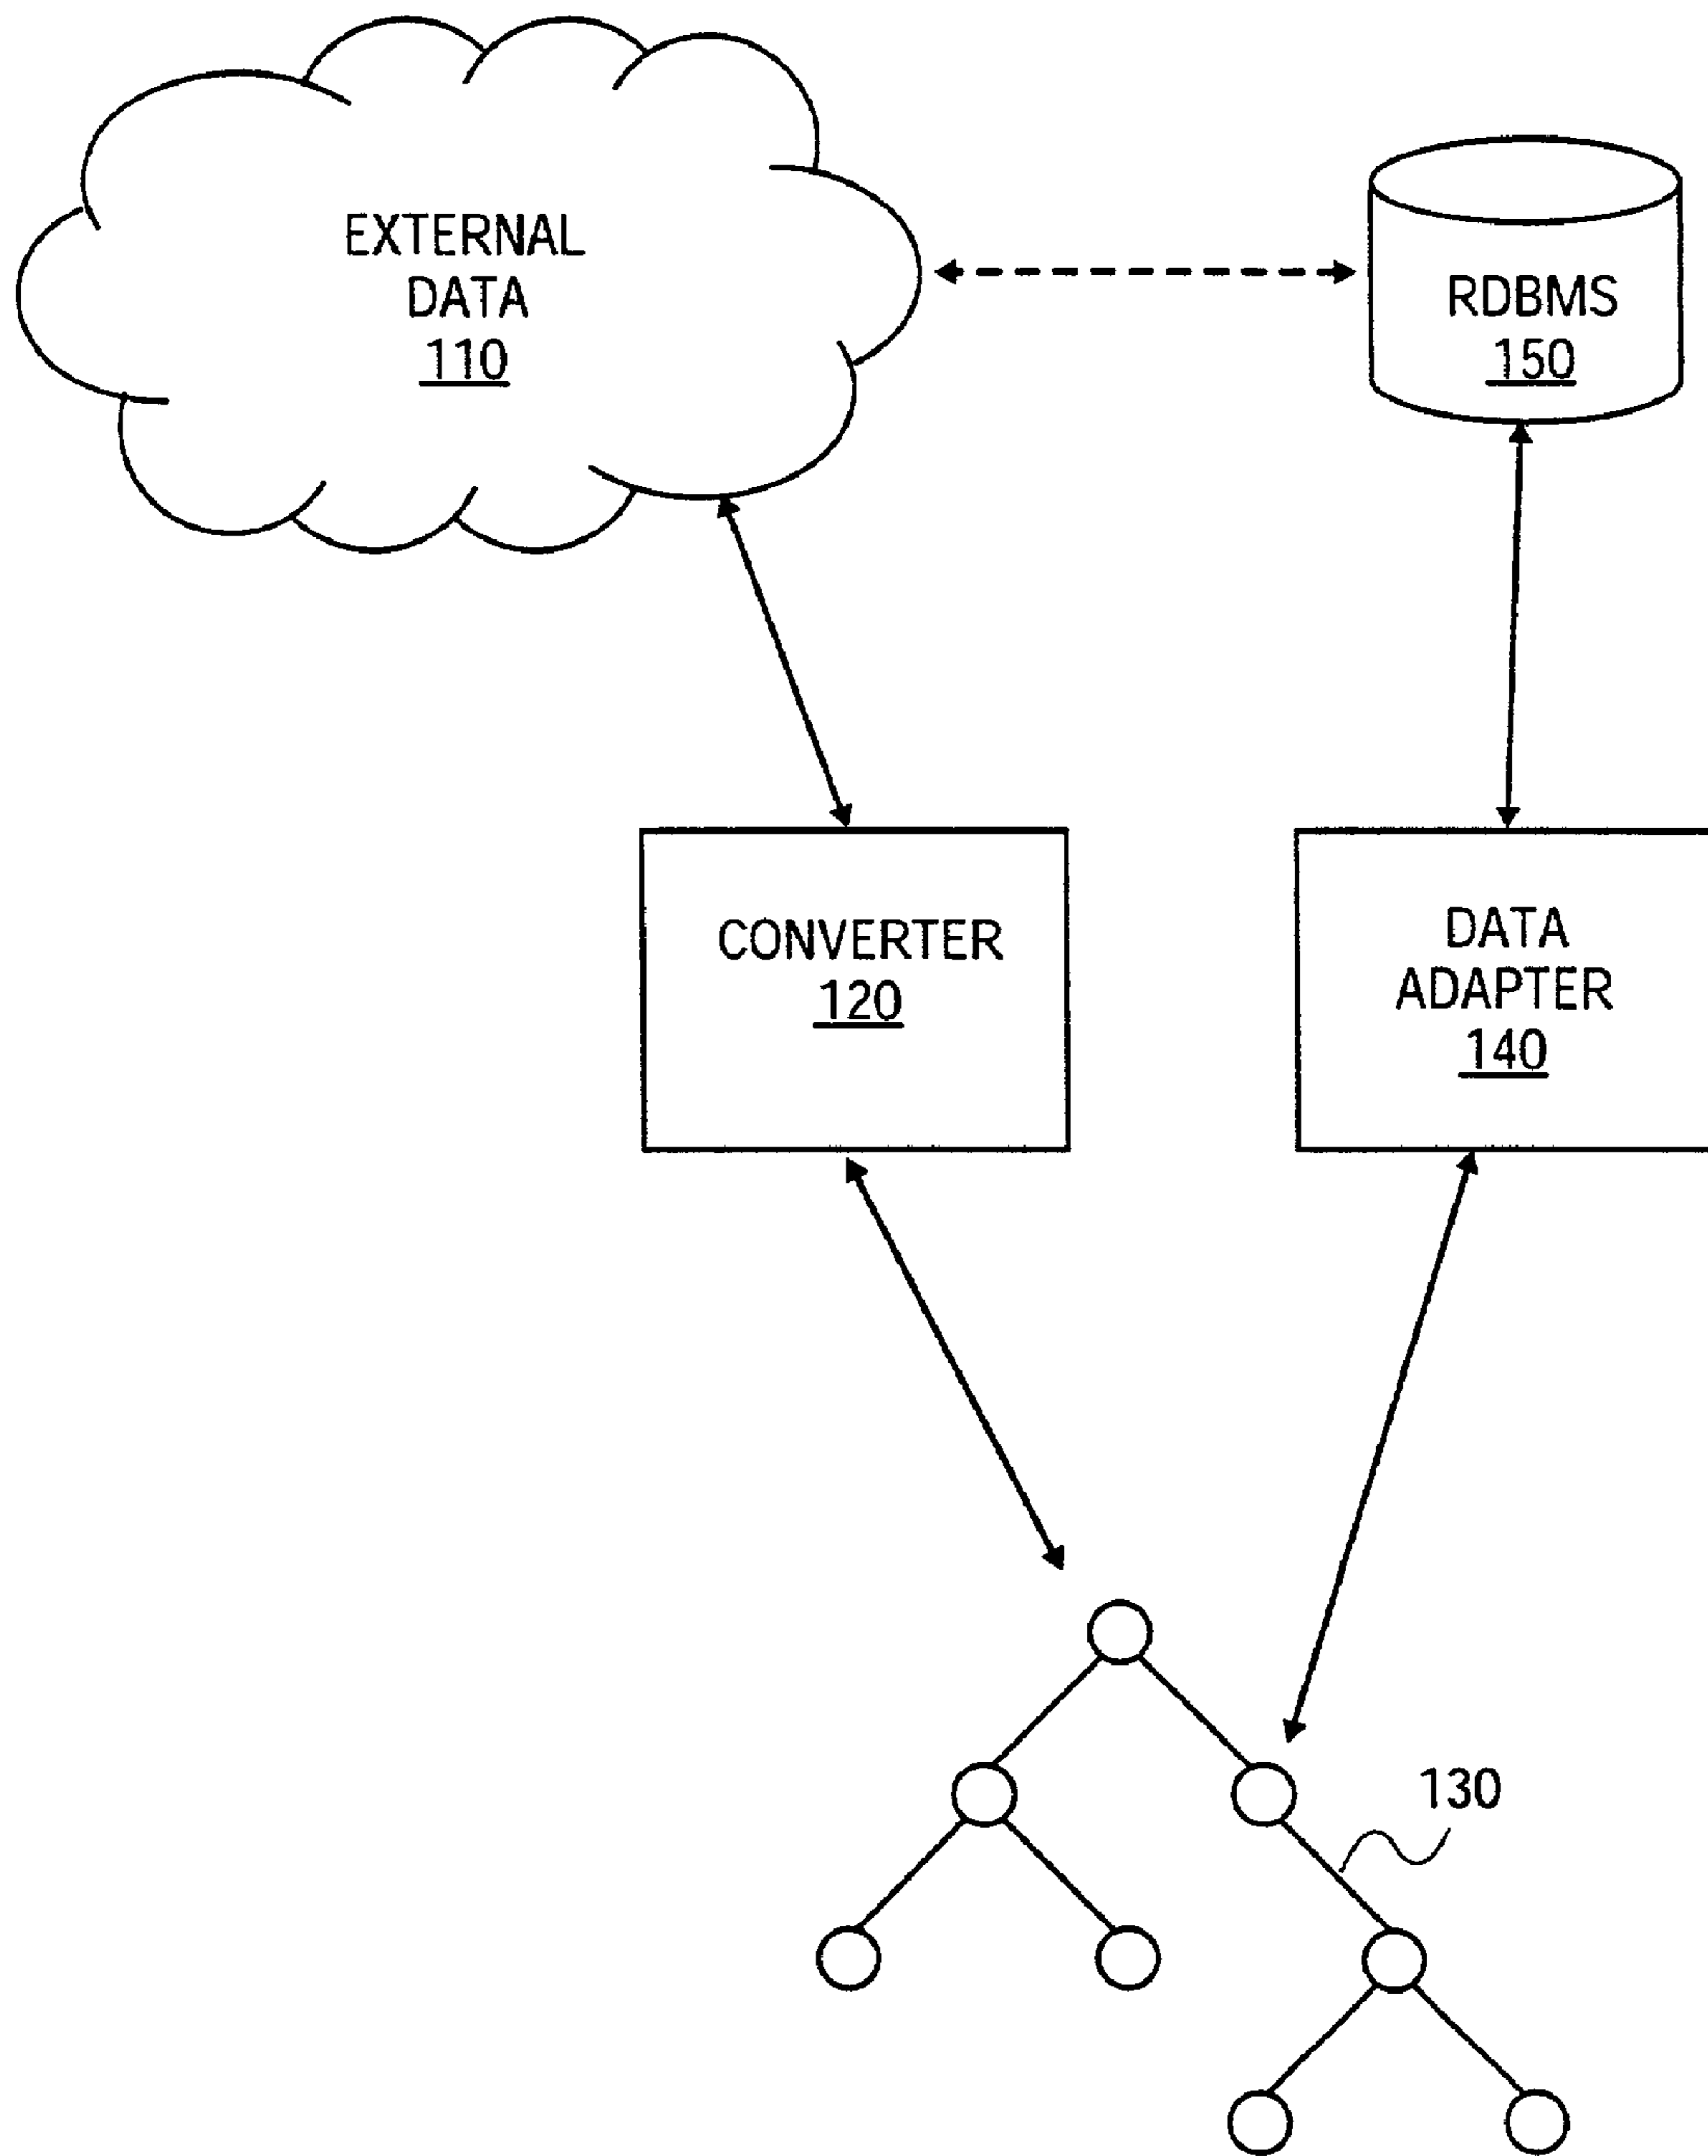 EXTERNAL
DATA
110
RDBMS
150
CONVERTER
120
DATA
ADAPTER
140
130